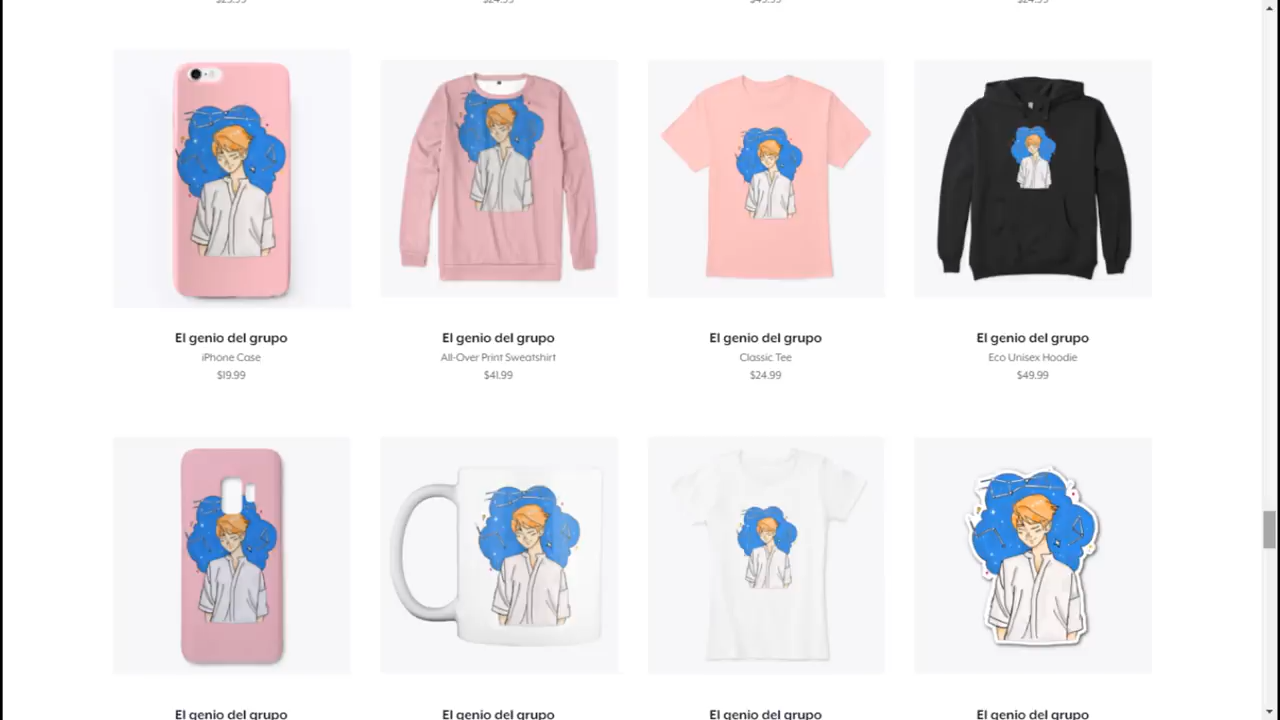 El genio del grupo
iPhone Case
$19.99
El genio del grupo
All-Over Print Sweatshirt
$41.99
El genio del grupo
Classic Tee
$24.99
El genio del grupo
Eco Unisex Hoodie
$49.99
El genio del grupo
El genio del grupo
El genio del grupo
El genio del grupo